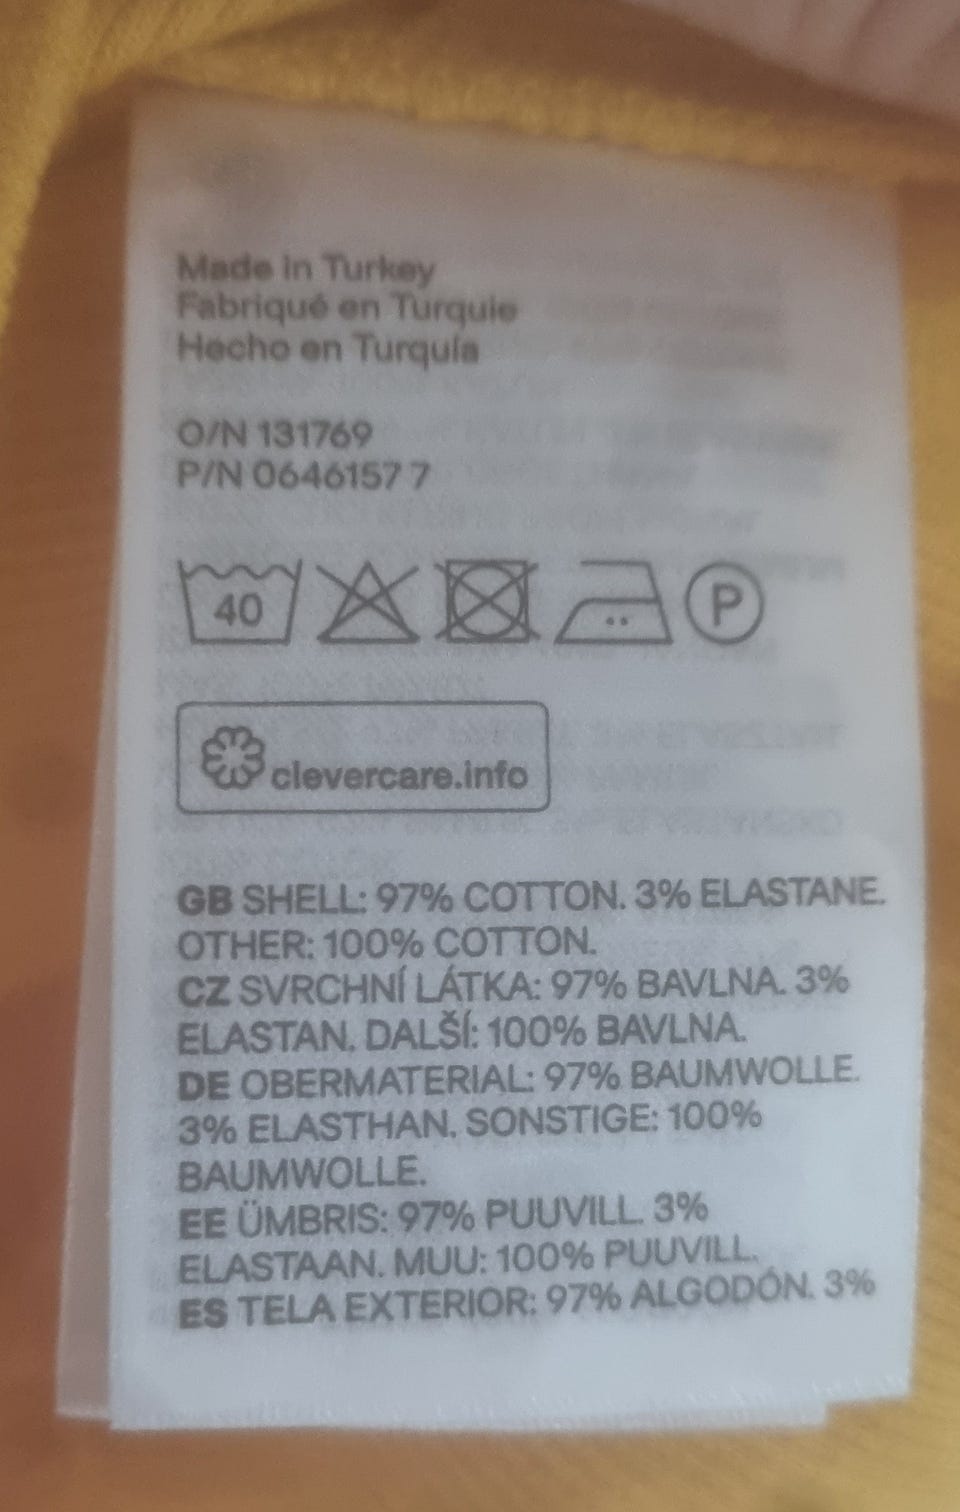 Made in Turkey
Fabriqué en Turquie
Hecho en Turquía
O/N 131769
P/N 0646157 7
40 P
clevercare.info
GB SHELL: 97% COTTON. 3% ELASTANE.
OTHER: 100% COTTON.
CZ SVRCHNÍ LÁTKA: 97% BAVLNA. 3%
ELASTAN. DALŠÍ: 100% BAVLNA.
DE OBERMATERIAL: 97% BAUMWOLLE.
3% ELASTHAN. SONSTIGE: 100%
BAUMWOLLE.
EE ÜMBRIS: 97% PUUVILL. 3%
ELASTAAN. MUU: 100% PUUVILL.
ES TELA EXTERIOR: 97% ALGODÓN. 3%